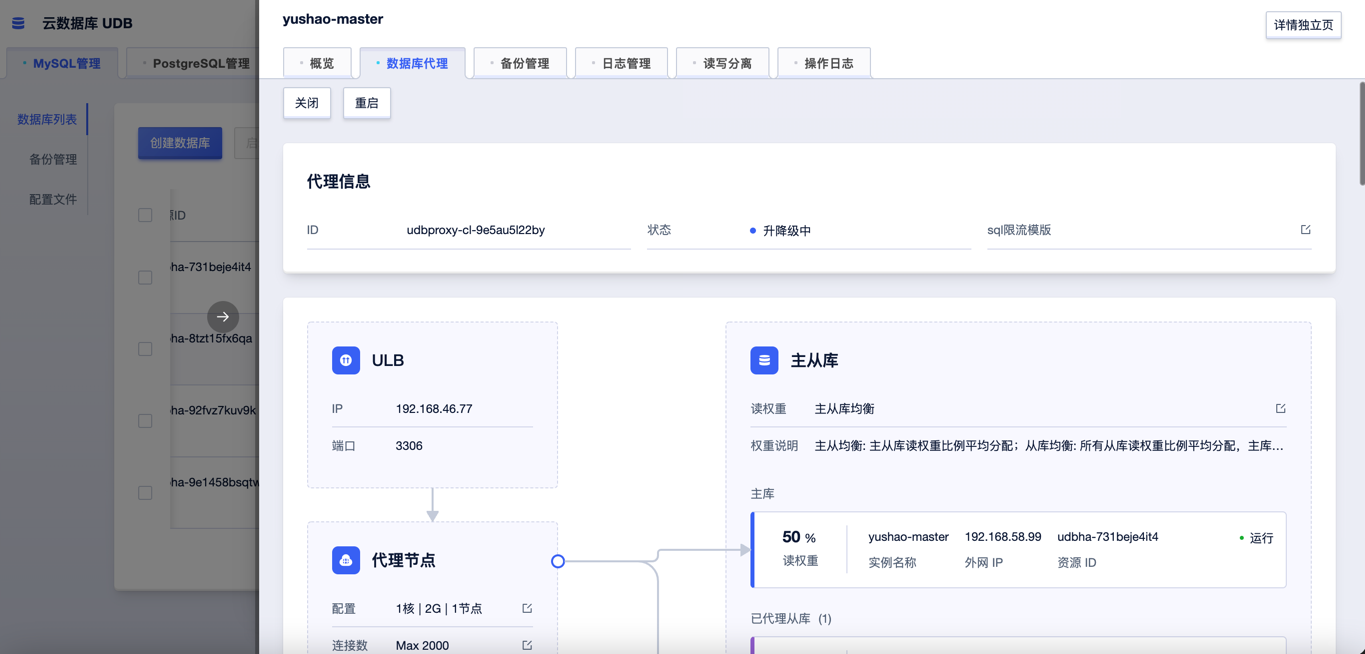 云数据库 UDB
MySQL管理
PostgreSQL管理
数据库列表
备份管理
配置文件
创建数据库
启
源ID
ha-731beje4it4
ha-8tzt15fx6qa
ha-92fvz7kuv9k
ha-9e1458bsqtw
yushao-master
详情独立页
概览
数据库代理
备份管理
日志管理
读写分离
操作日志
关闭
重启
代理信息
ID udbproxy-cl-9e5au5l22by
状态 升降级中
sql限流模版
ULB
IP 192.168.46.77
端口 3306
代理节点
配置 1核 | 2G | 1节点
连接数 Max 2000
主从库
读权重 主从库均衡
权重说明 主从均衡: 主从库读权重比例平均分配；从库均衡: 所有从库读权重比例平均分配，主库…
主库
50 % yushao-master 192.168.58.99 udbha-731beje4it4 运行
读权重 实例名称 外网 IP 资源 ID
已代理从库 (1)